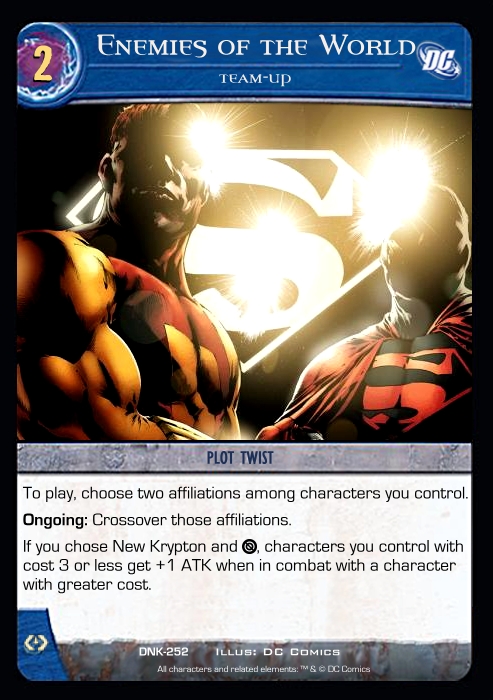 2
ENEMIES OF THE WORLD
DC
TEAM-UP
S
PLOT TWIST
To play, choose two affiliations among characters you control.
Ongoing: Crossover those affiliations.
If you chose New Krypton and , characters you control with
cost 3 or less get +1 ATK when in combat with a character
with greater cost.
DNK-252 ILLUS: DC COMICS
All characters and related elements: ™ & © DC Comics